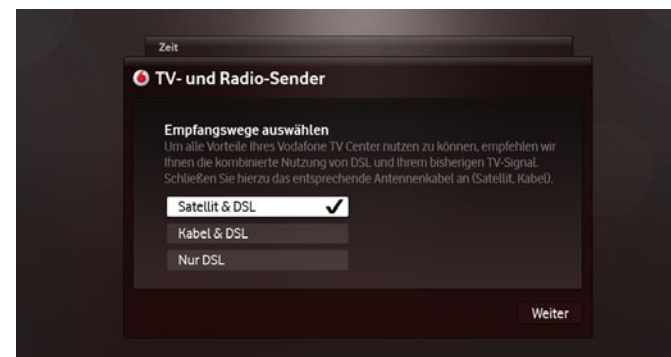 Zeit
TV- und Radio-Sender
Empfangswege auswählen
Um alle Vorteile Ihres Vodafone TV Center nutzen zu können, empfehlen wir
Ihnen die kombinierte Nutzung von DSL und Ihrem bisherigen TV-Signal.
Schließen Sie hierzu das entsprechende Antennenkabel an (Satellit, Kabel).
Satellit & DSL
Kabel & DSL
Nur DSL
Weiter